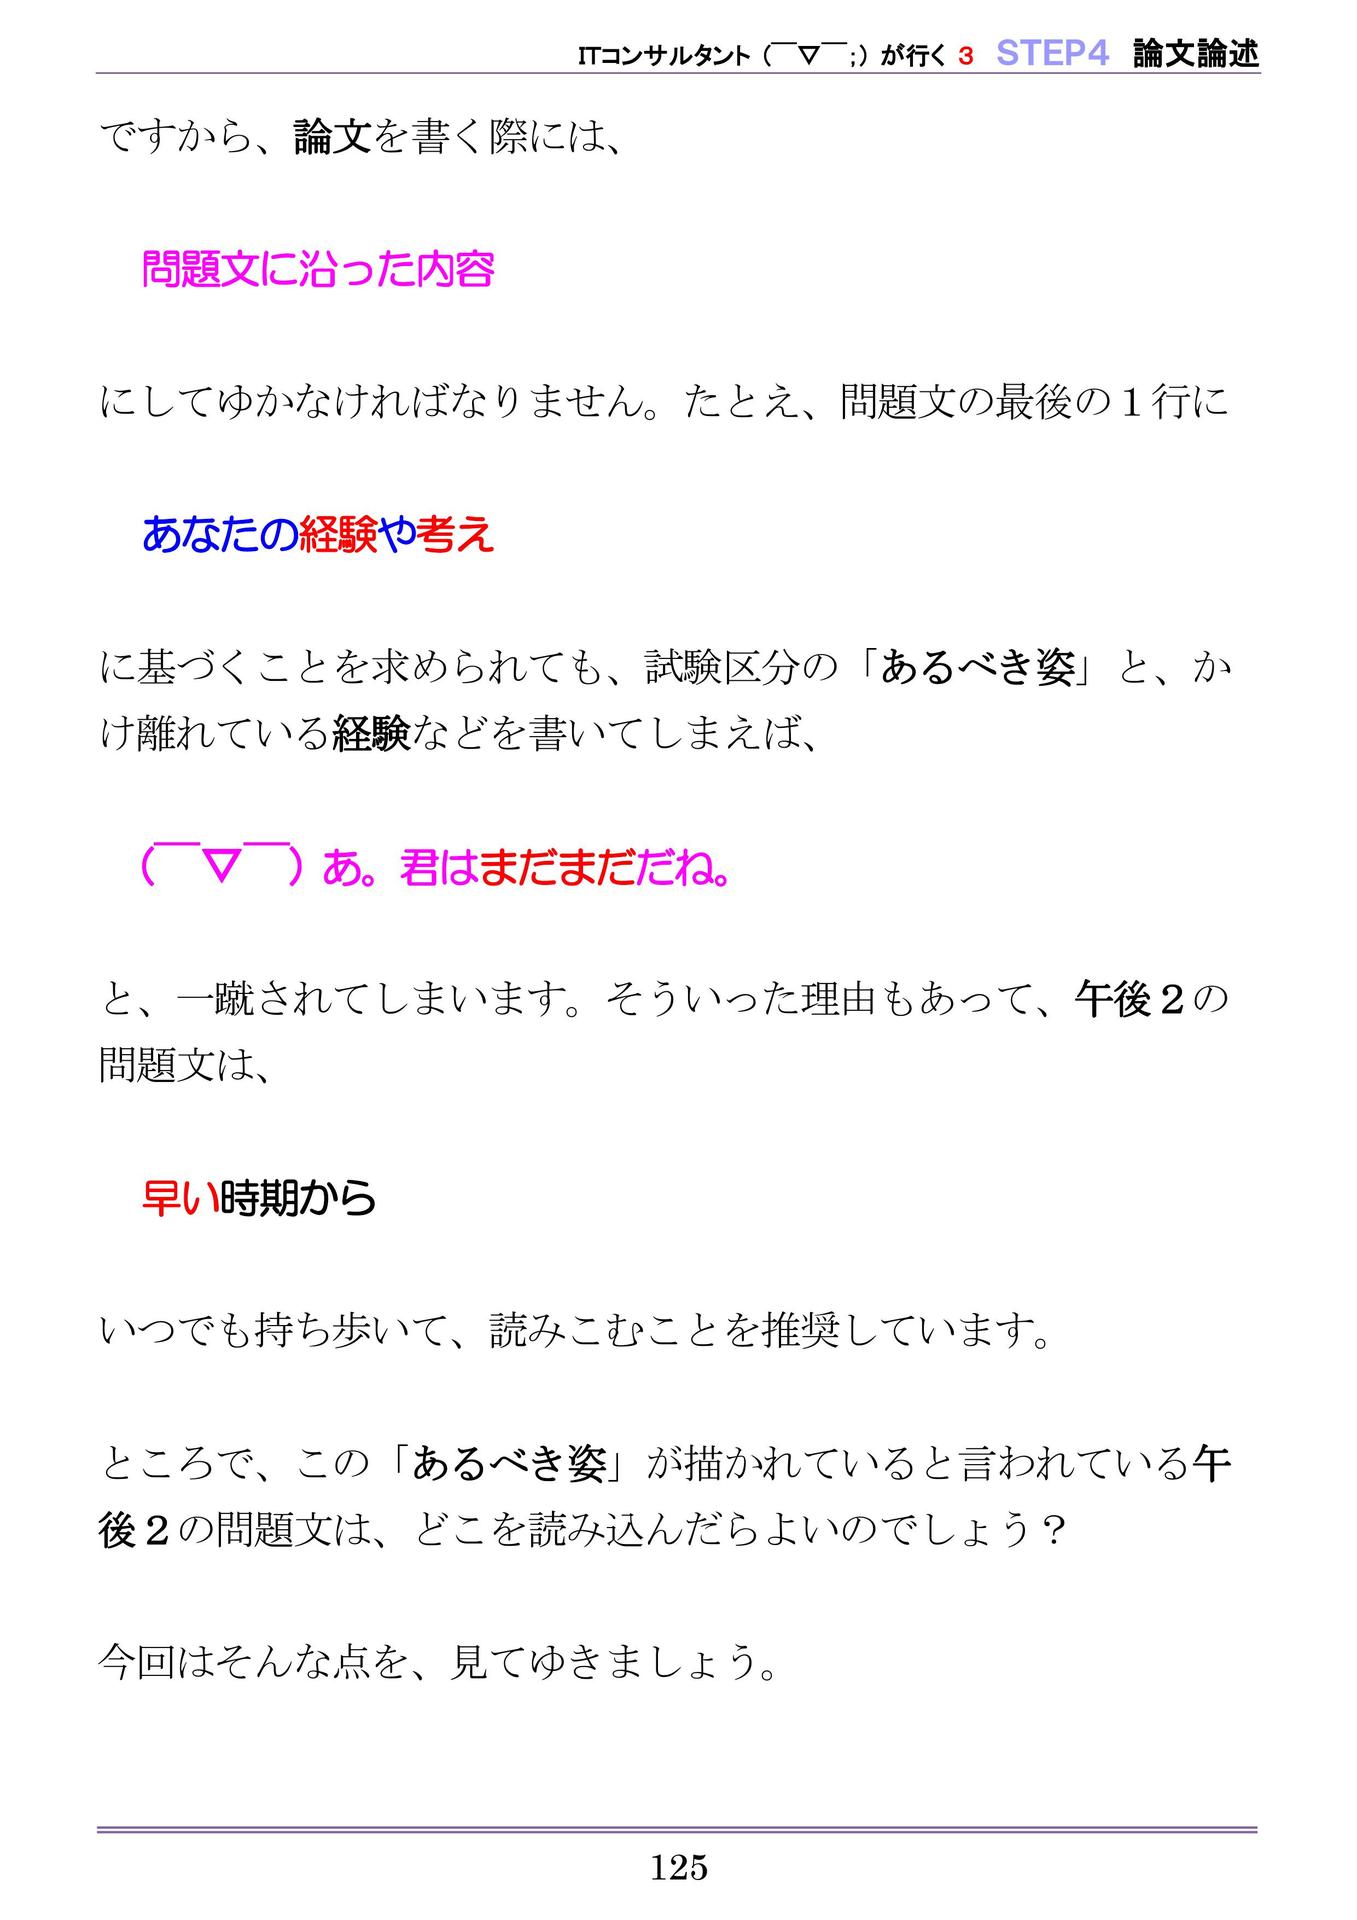 ITコンサルタント（￣▽￣；）が行く 3 STEP4 論文論述
ですから、論文を書く際には、
問題文に沿った内容
にしてゆかなければなりません。たとえ、問題文の最後の１行に
あなたの経験や考え
に基づくことを求められても、試験区分の「あるべき姿」と、か
け離れている経験などを書いてしまえば、
（￣▽￣）あ。君はまだまだだね。
と、一蹴されてしまいます。そういった理由もあって、午後２の
問題文は、
早い時期から
いつでも持ち歩いて、読みこむことを推奨しています。
ところで、この「あるべき姿」が描かれていると言われている午
後２の問題文は、どこを読み込んだらよいのでしょう？
今回はそんな点を、見てゆきましょう。
125